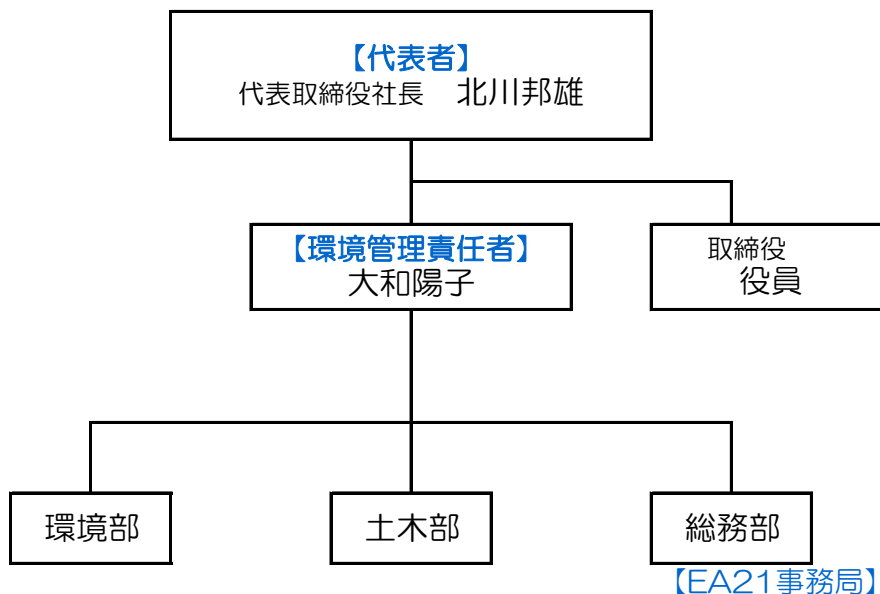 【代表者】
代表取締役社長　北川邦雄
【環境管理責任者】
大和陽子
取締役
役員
環境部
土木部
総務部
【EA21事務局】